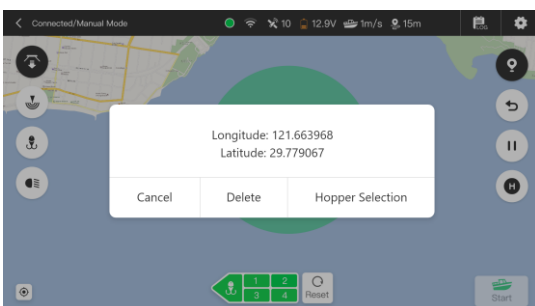 Connected/Manual Mode
10
12.9V
1m/s
15m
LOG
Longitude: 121.663968
Latitude: 29.779067
Cancel
Delete
Hopper Selection
H
1
2
3
4
Reset
Start